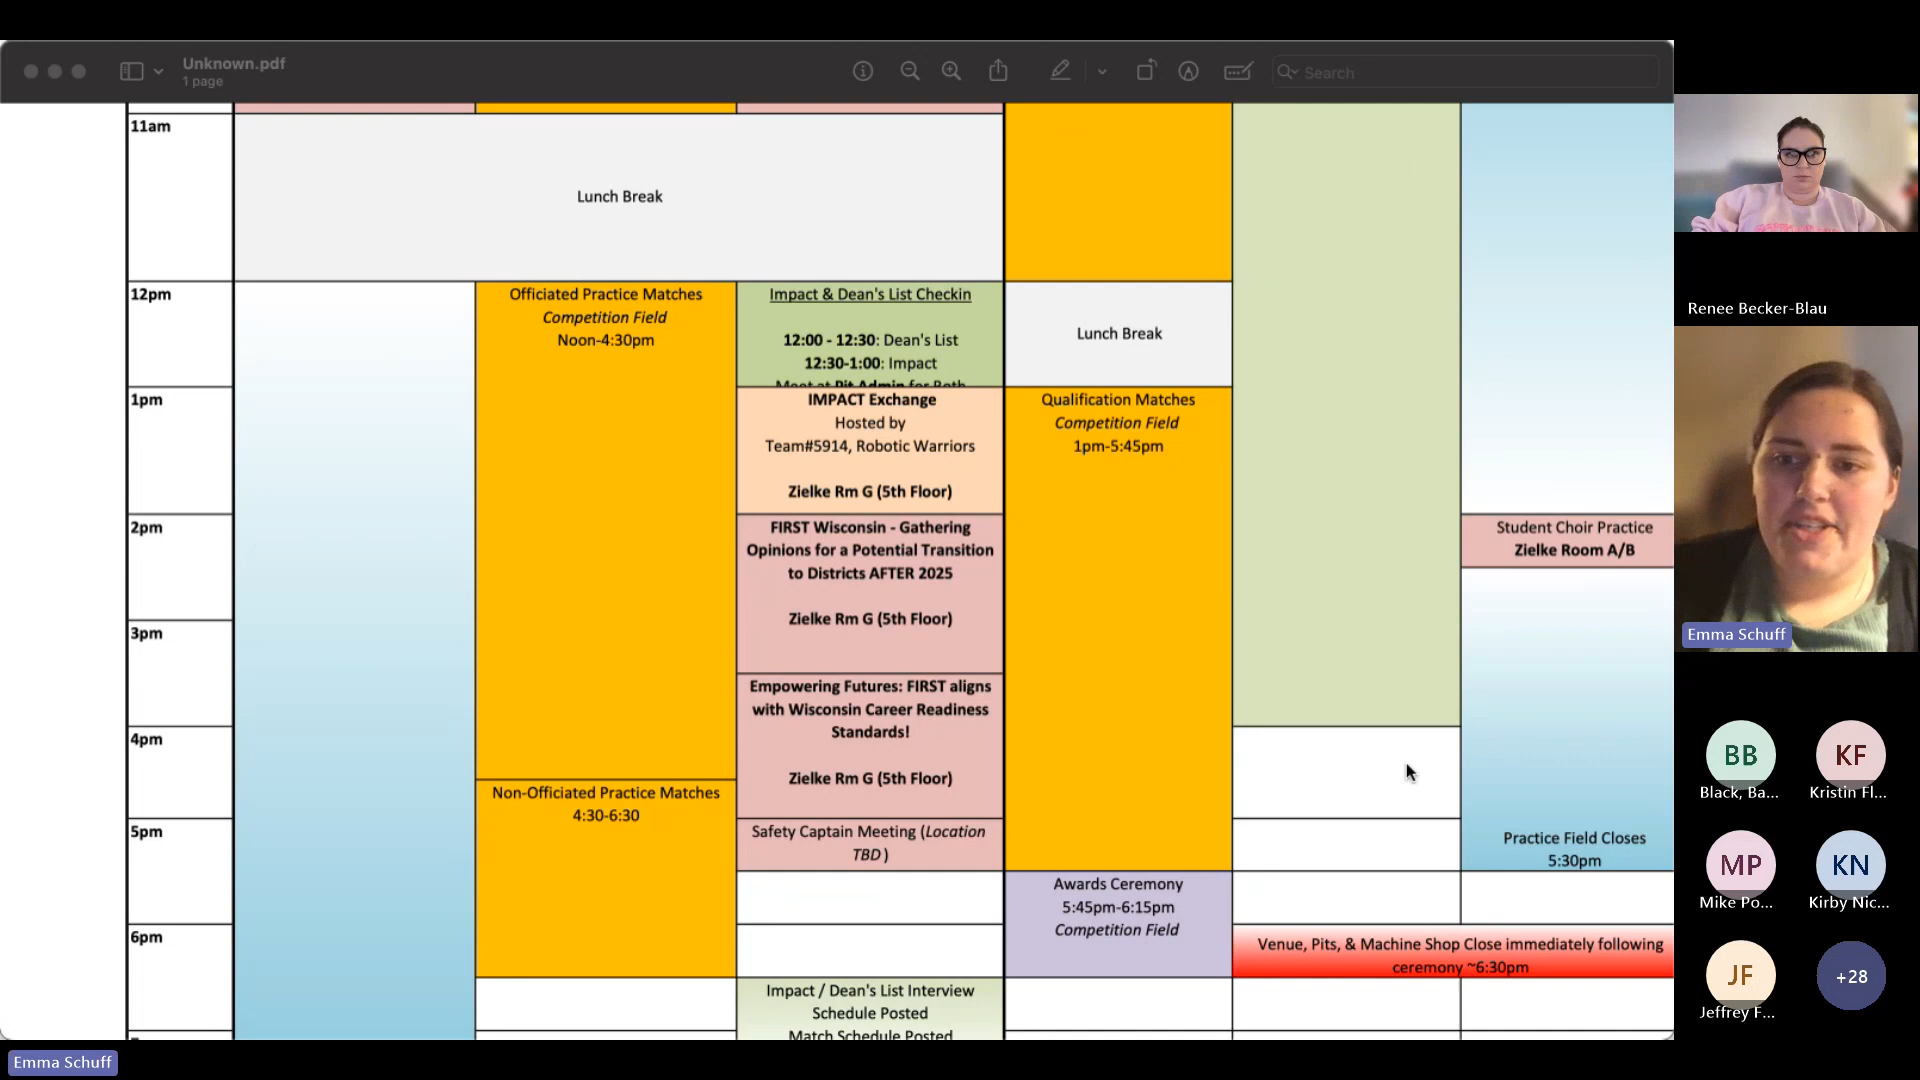 Unknown.pdf
1 page
Search
11am
Lunch Break
12pm
Officiated Practice Matches
Competition Field
Noon-4:30pm
Impact & Dean's List Checkin
12:00 - 12:30: Dean's List
12:30-1:00: Impact
Meet at Pit Admin for Both
Lunch Break
1pm
IMPACT Exchange
Hosted by
Team#5914, Robotic Warriors
Zielke Rm G (5th Floor)
Qualification Matches
Competition Field
1pm-5:45pm
2pm
FIRST Wisconsin - Gathering
Opinions for a Potential Transition
to Districts AFTER 2025
Zielke Rm G (5th Floor)
Student Choir Practice
Zielke Room A/B
3pm
Empowering Futures: FIRST aligns
with Wisconsin Career Readiness
Standards!
Zielke Rm G (5th Floor)
4pm
Non-Officiated Practice Matches
4:30-6:30
5pm
Safety Captain Meeting (Location
TBD )
Practice Field Closes
5:30pm
Awards Ceremony
5:45pm-6:15pm
Competition Field
6pm
Venue, Pits, & Machine Shop Close immediately following
ceremony ~6:30pm
Impact / Dean's List Interview
Schedule Posted
Match Schedule Posted
Renee Becker-Blau
Emma Schuff
BB
Black, Ba...
KF
Kristin Fl...
MP
Mike Po...
KN
Kirby Nic...
JF
Jeffrey F...
+28
Emma Schuff